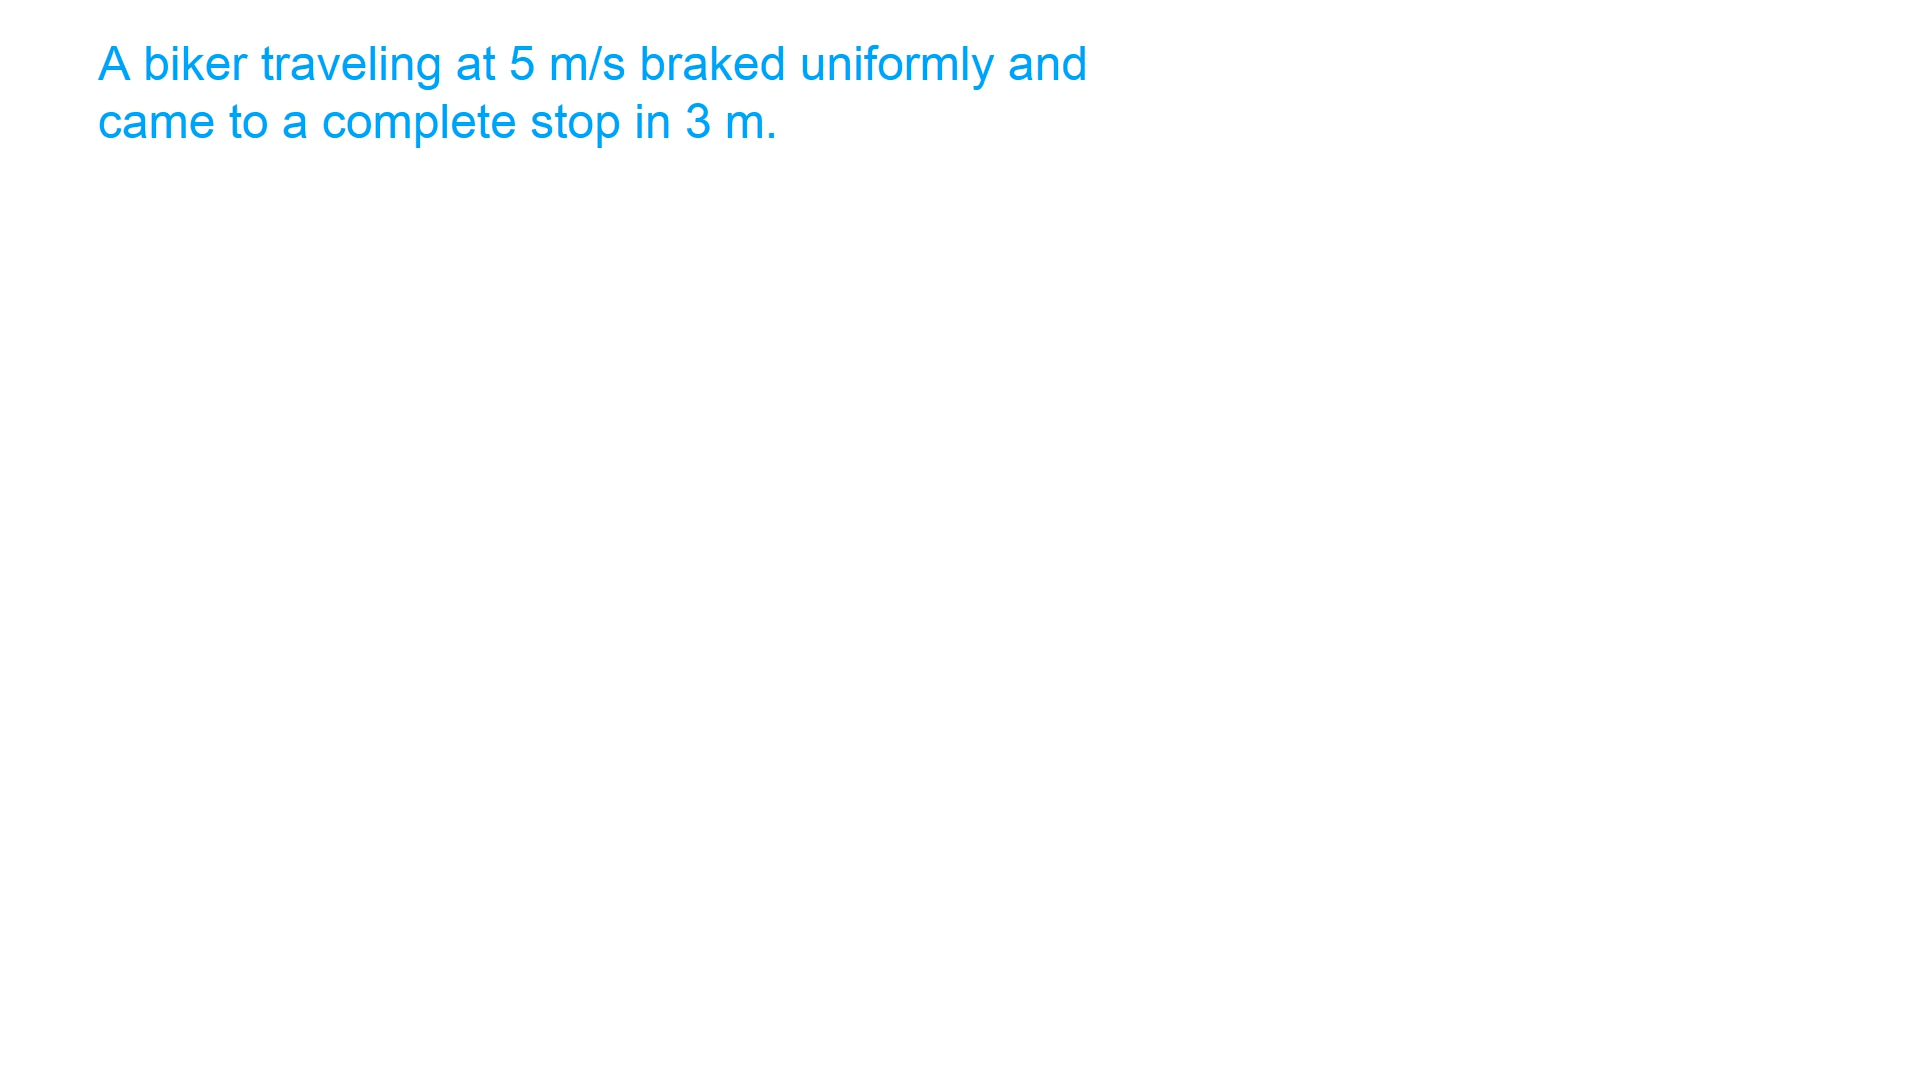 A biker traveling at 5 m/s braked uniformly and
came to a complete stop in 3 m.